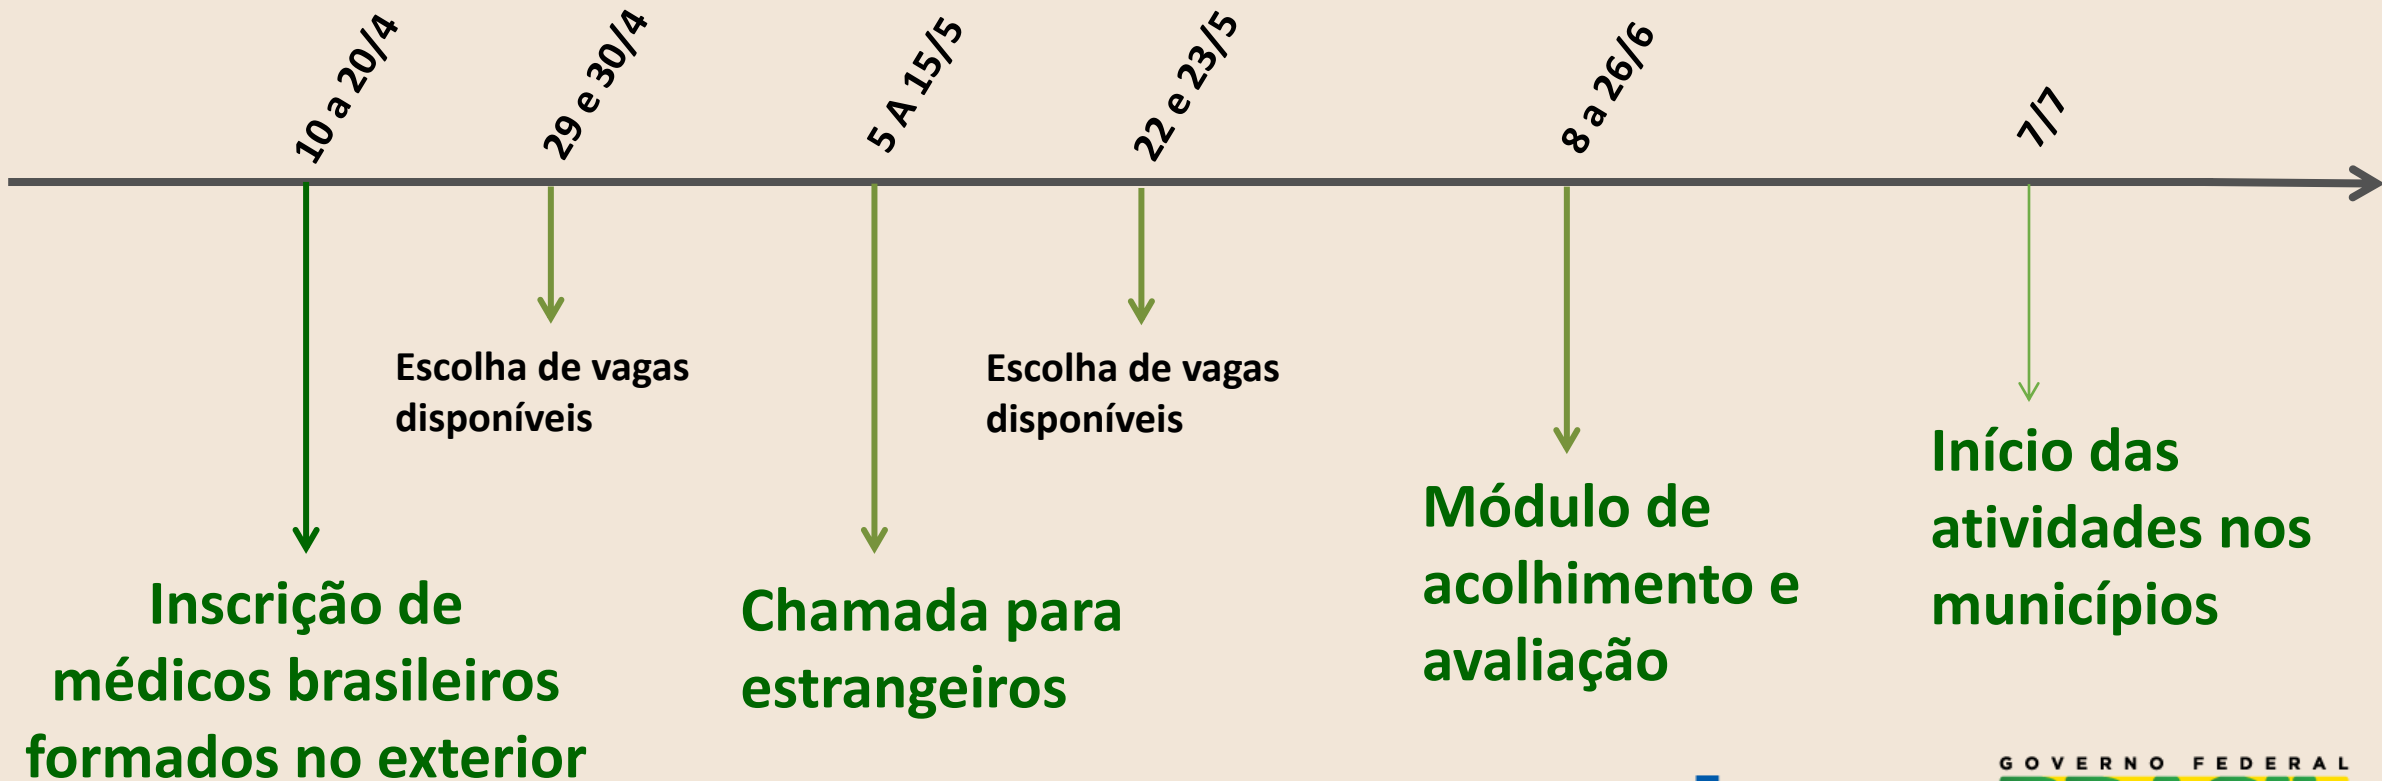 10 a 20/4
29 e 30/4
5 A 15/5
22 e 23/5
8 a 26/6
7/7
Escolha de vagas
disponíveis
Escolha de vagas
disponíveis
Inscrição de
médicos brasileiros
formados no exterior
Chamada para
estrangeiros
Módulo de
acolhimento e
avaliação
Início das
atividades nos
municípios
GOVERNO FEDERAL